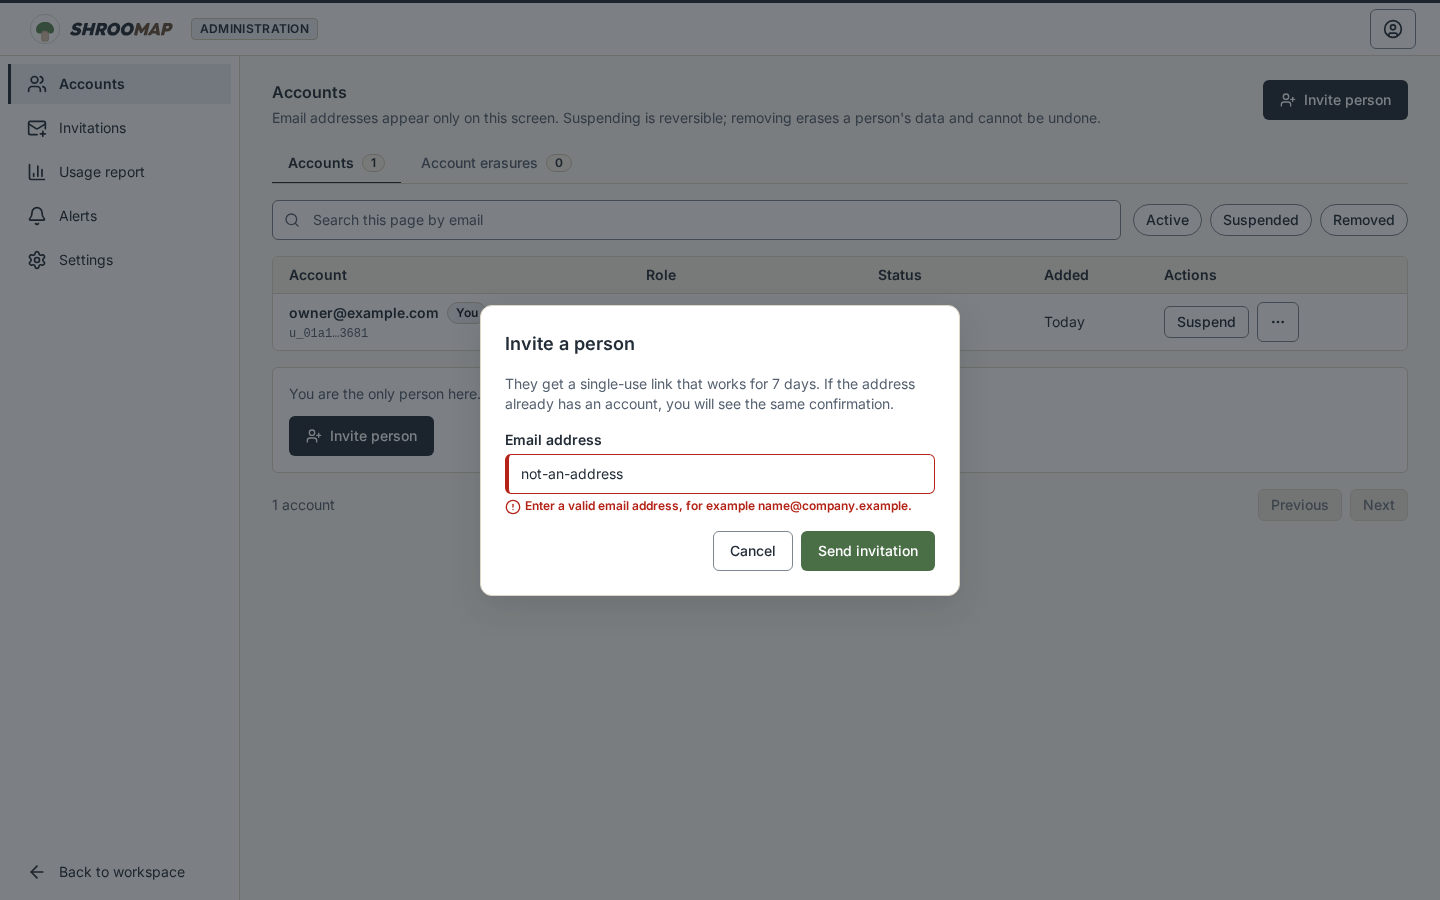 SHROOMAP
ADMINISTRATION
Accounts
Invitations
Usage report
Alerts
Settings
Back to workspace
Accounts
Email addresses appear only on this screen. Suspending is reversible; removing erases a person's data and cannot be undone.
Invite person
Accounts 1
Account erasures 0
Search this page by email
Active
Suspended
Removed
Account Role Status Added Actions
owner@example.com You
u_01a1…3681
Today
Suspend
You are the only person here.
Invite person
1 account
Previous
Next
Invite a person
They get a single-use link that works for 7 days. If the address
already has an account, you will see the same confirmation.
Email address
not-an-address
Enter a valid email address, for example name@company.example.
Cancel
Send invitation